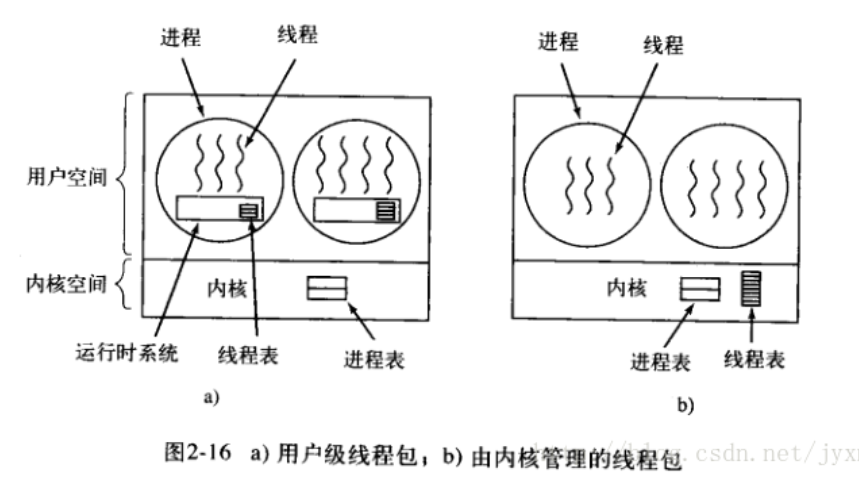 进程 线程 进程 线程
用户空间
内核空间 内核 内核
运行时系统 线程表 进程表 进程表 线程表
a) b)
图2-16 a) 用户级线程包；b) 由内核管理的线程包
csdn.net/jyxm